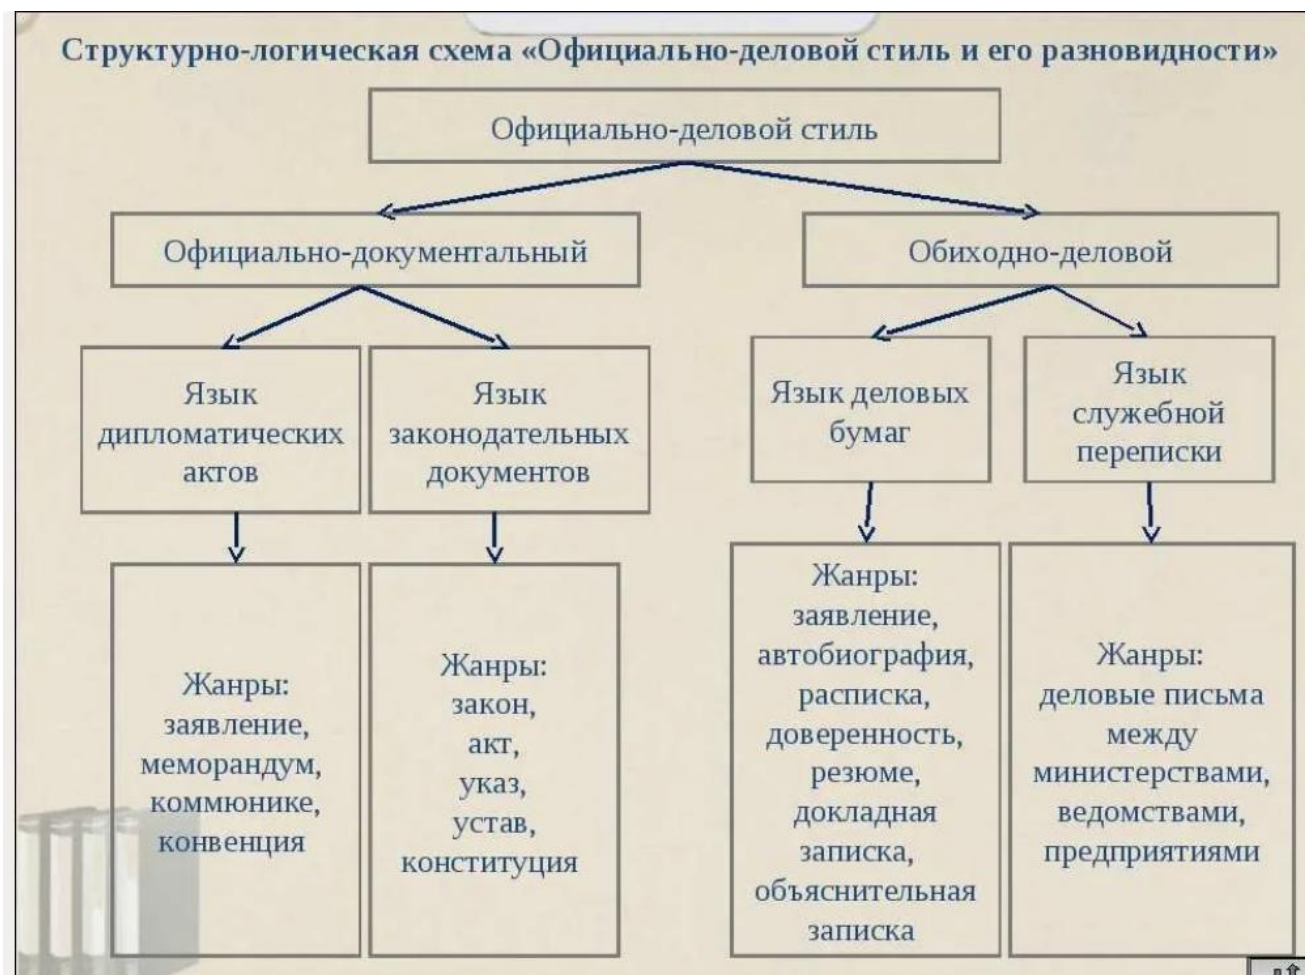 Структурно-логическая схема «Официально-деловой стиль и его разновидности»
Официально-деловой стиль
Официально-документальный
Обиходно-деловой
Язык
дипломатических
актов
Язык
законодательных
документов
Язык деловых
бумаг
Язык
служебной
переписки
Жанры:
заявление,
меморандум,
коммюнике,
конвенция
Жанры:
закон,
акт,
указ,
устав,
конституция
Жанры:
заявление,
автобиография,
расписка,
доверенность,
резюме,
докладная
записка,
объяснительная
записка
Жанры:
деловые письма
между
министерствами,
ведомствами,
предприятиями